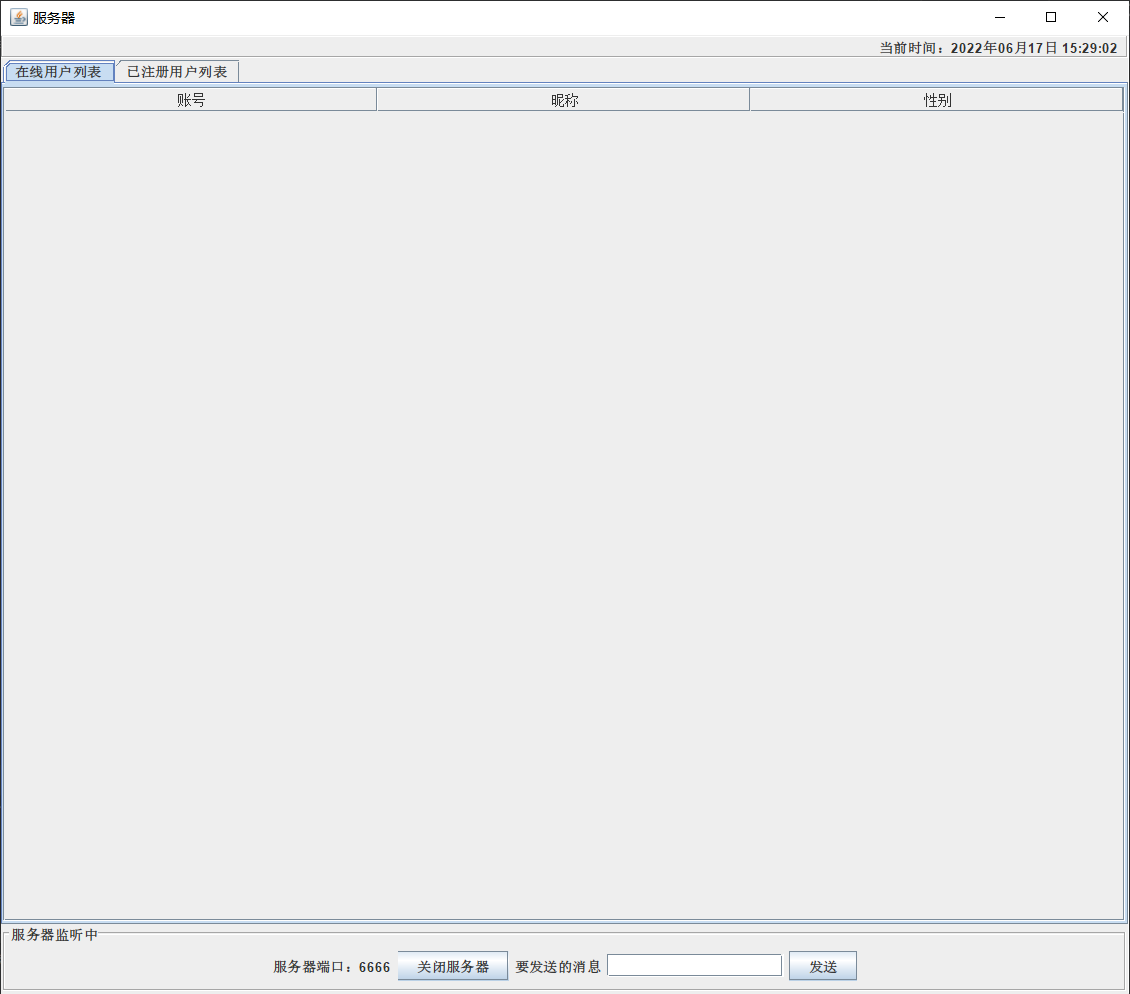 服务器
当前时间：2022年06月17日 15:29:02
在线用户列表 已注册用户列表
账号 昵称 性别
服务器监听中
服务器端口：6666 关闭服务器 要发送的消息 发送